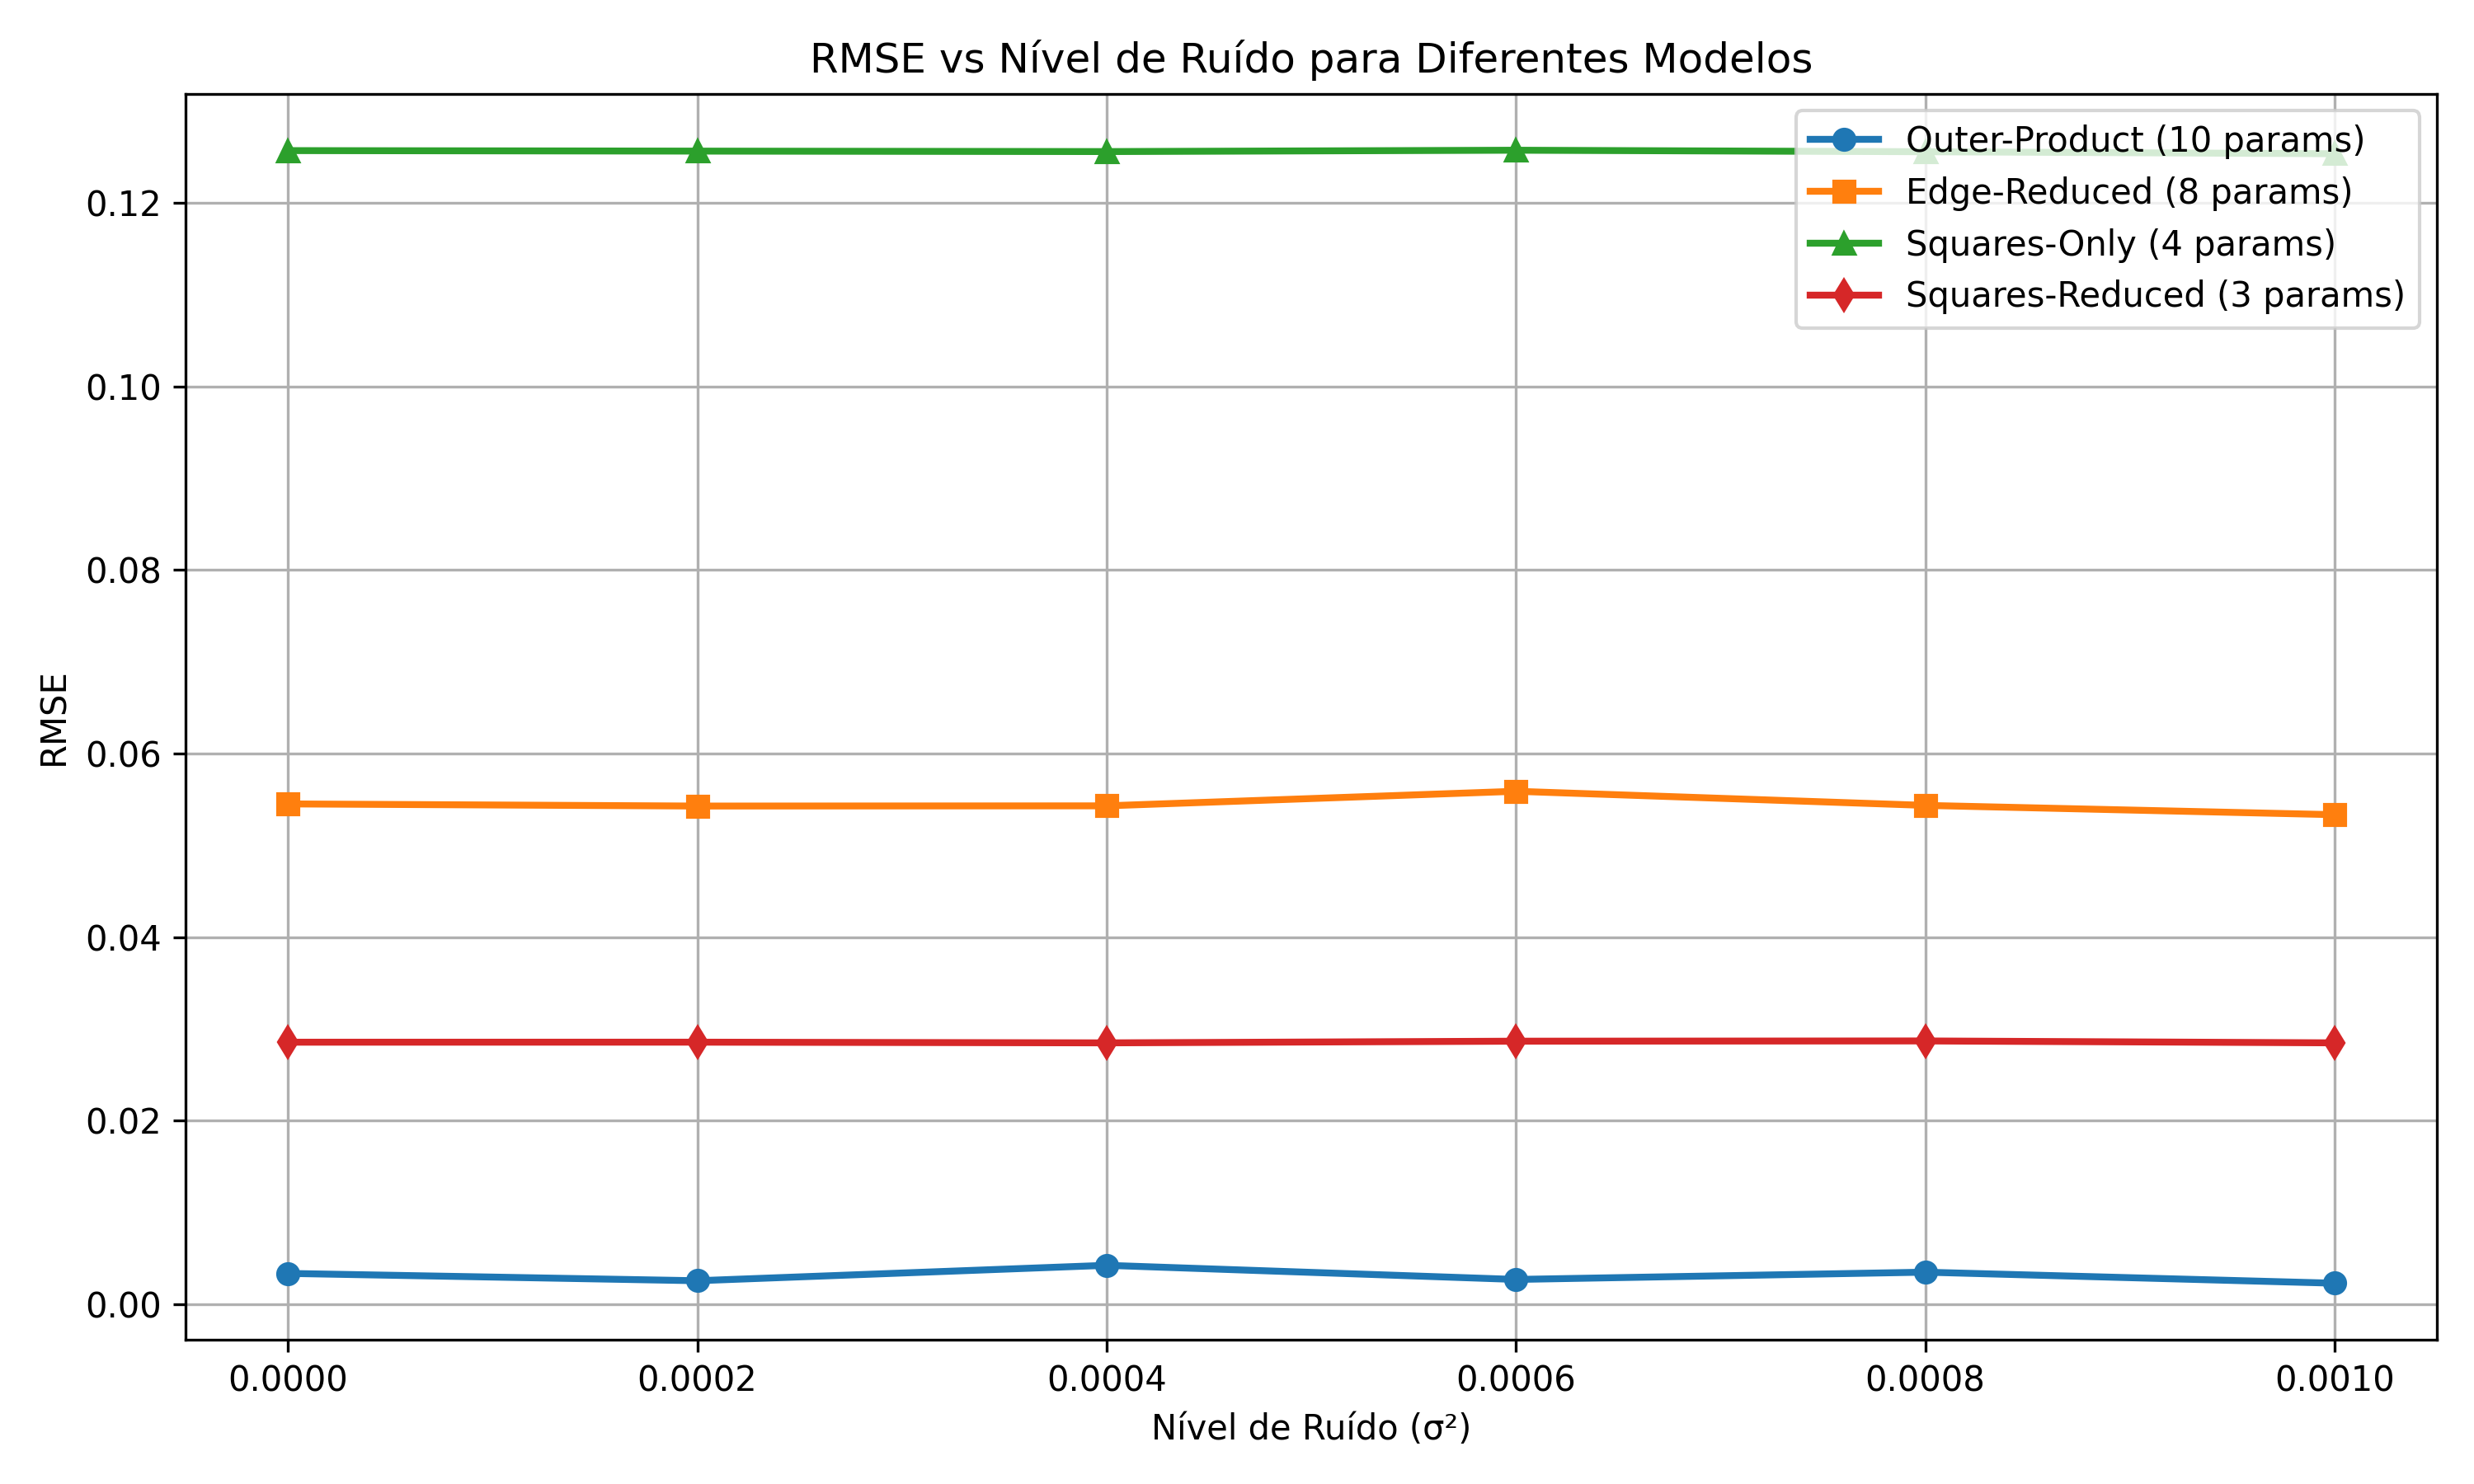 RMSE vs Nível de Ruído para Diferentes Modelos
Outer-Product (10 params)
Edge-Reduced (8 params)
Squares-Only (4 params)
Squares-Reduced (3 params)
0.12
0.10
0.08
0.06
0.04
0.02
0.00
RMSE
0.0000 0.0002 0.0004 0.0006 0.0008 0.0010
Nível de Ruído (σ²)